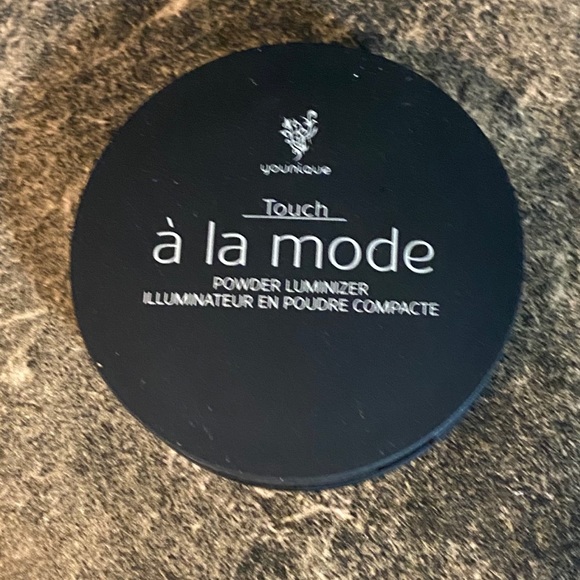 younique
Touch
à la mode
POWDER LUMINIZER
ILLUMINATEUR EN POUDRE COMPACTE